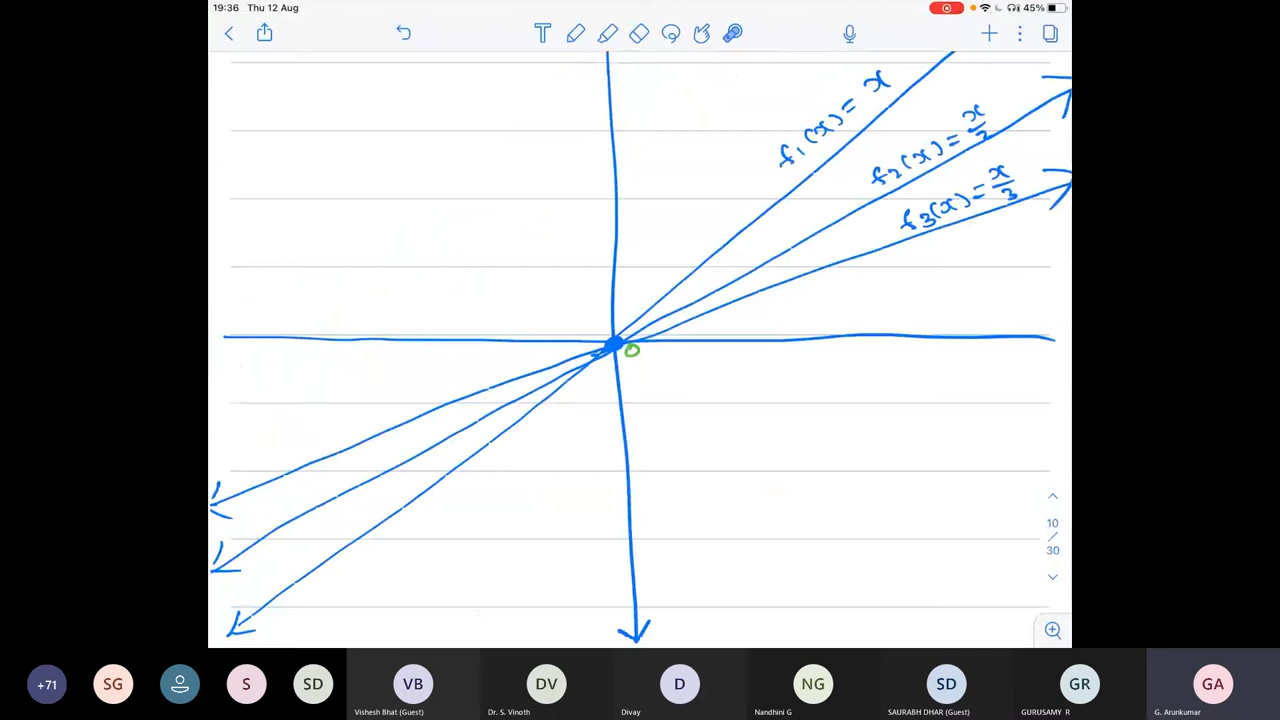 19:36 Thu 12 Aug
45%
T
f₁(x) = x
f₂(x) = x/2
f₃(x) = x/3
0
10
/
30
+71
SG
S
SD
VB
Vishesh Bhat (Guest)
DV
Dr. S. Vinoth
D
Divay
NG
Nandhini G
SD
SAURABH DHAR (Guest)
GR
GURUSAMY R
GA
G. Arunkumar